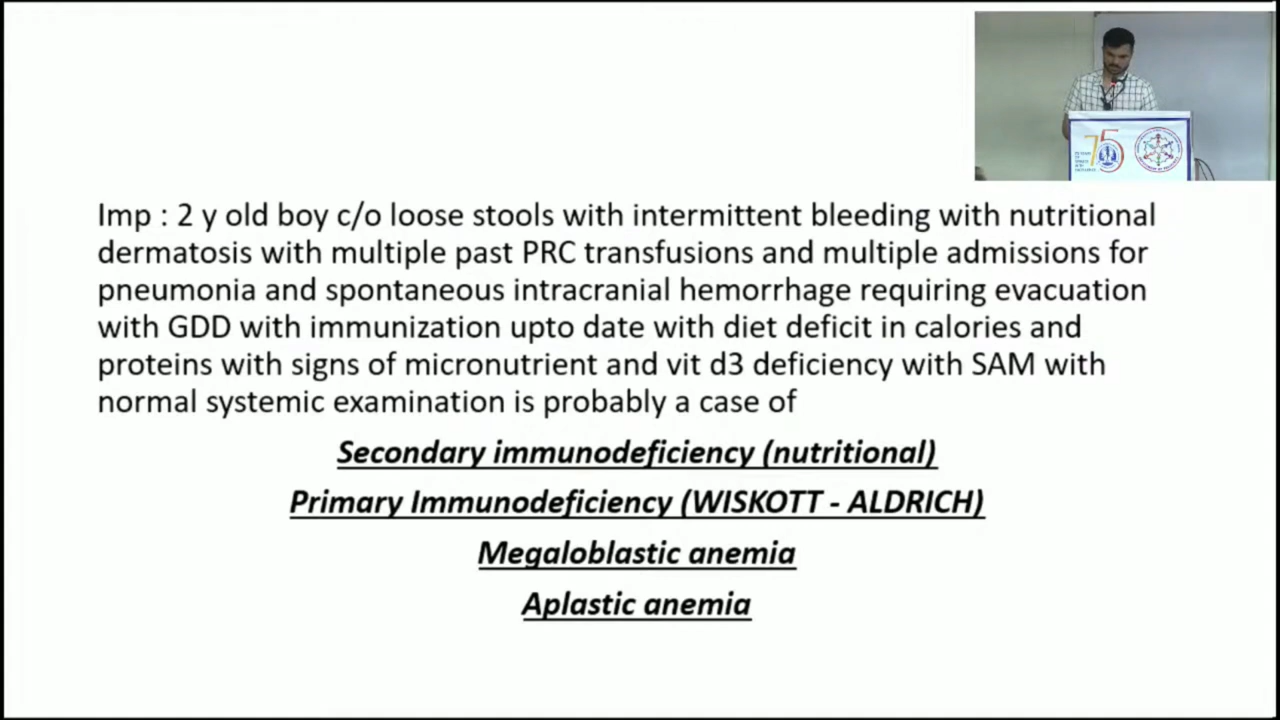 Imp : 2 y old boy c/o loose stools with intermittent bleeding with nutritional
dermatosis with multiple past PRC transfusions and multiple admissions for
pneumonia and spontaneous intracranial hemorrhage requiring evacuation
with GDD with immunization upto date with diet deficit in calories and
proteins with signs of micronutrient and vit d3 deficiency with SAM with
normal systemic examination is probably a case of
Secondary immunodeficiency (nutritional)
Primary Immunodeficiency (WISKOTT - ALDRICH)
Megaloblastic anemia
Aplastic anemia
75